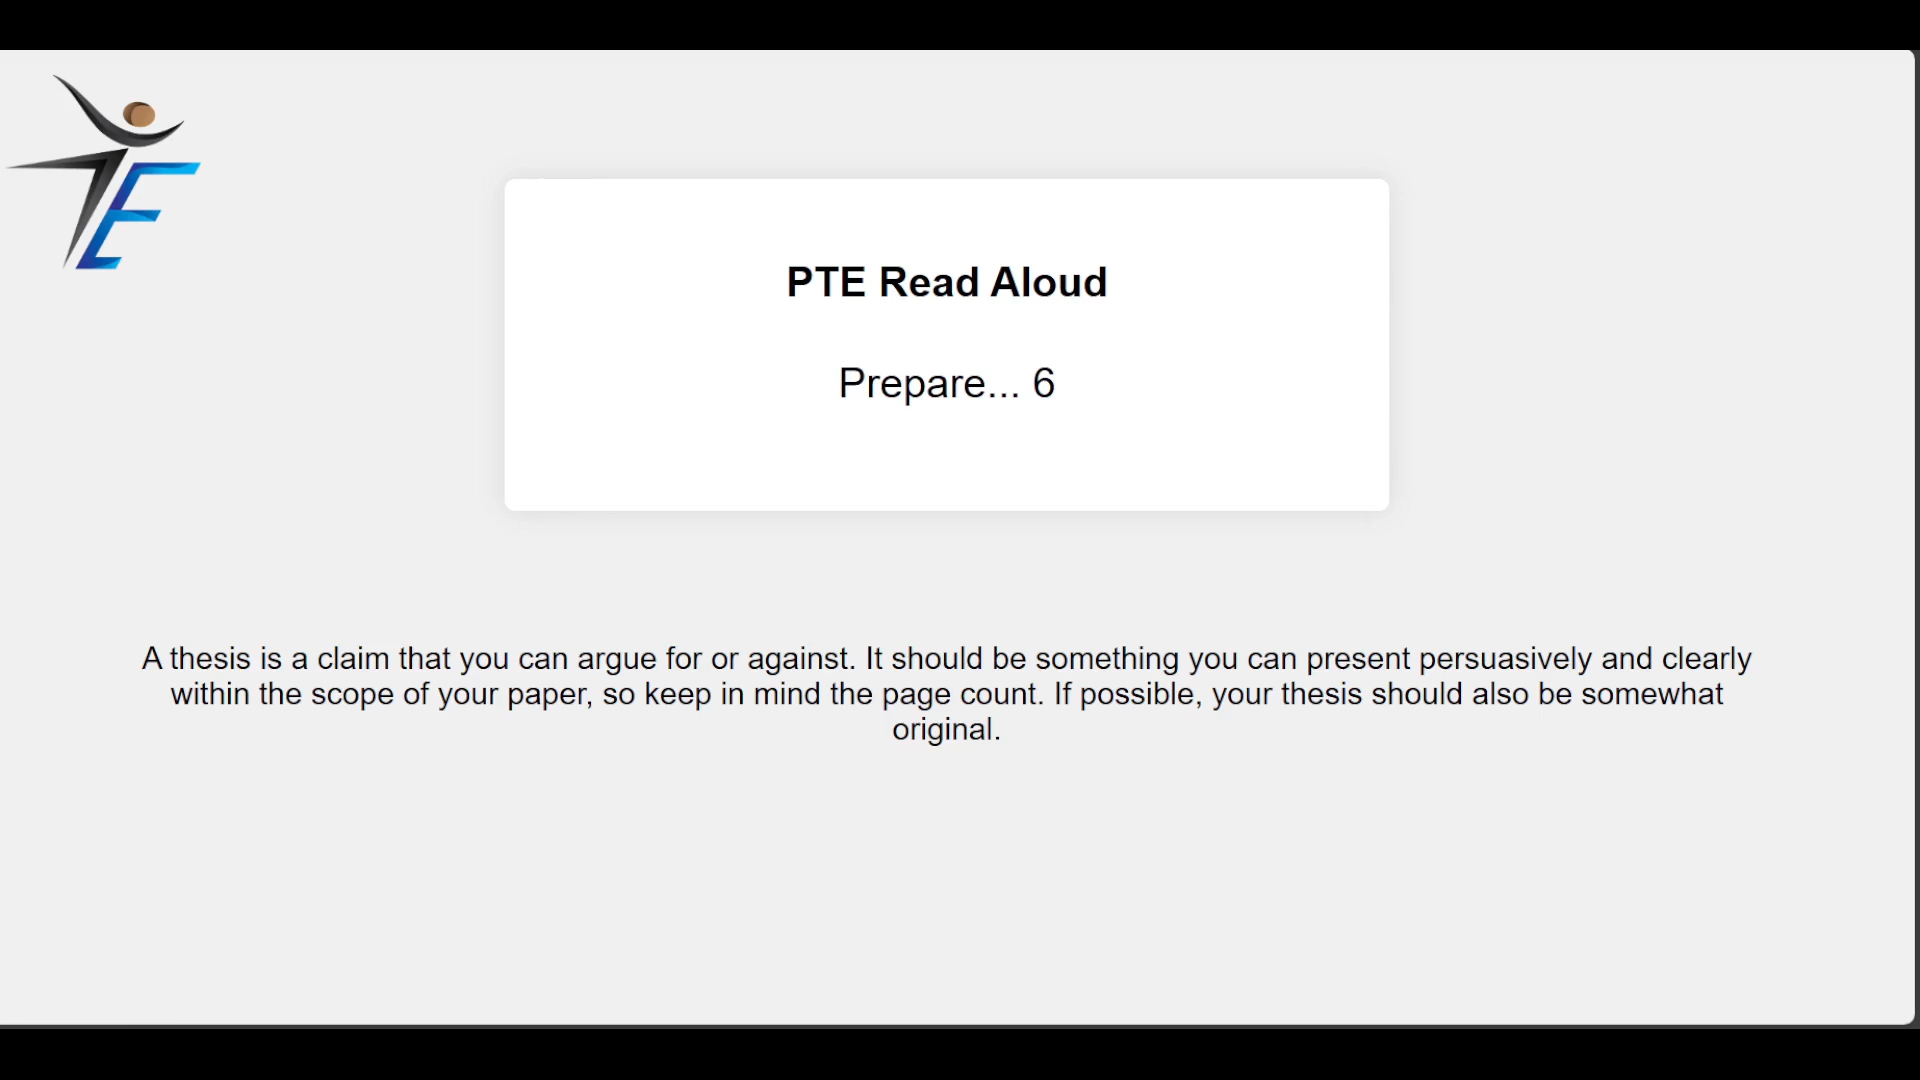 PTE Read Aloud
Prepare... 6
A thesis is a claim that you can argue for or against. It should be something you can present persuasively and clearly
within the scope of your paper, so keep in mind the page count. If possible, your thesis should also be somewhat
original.